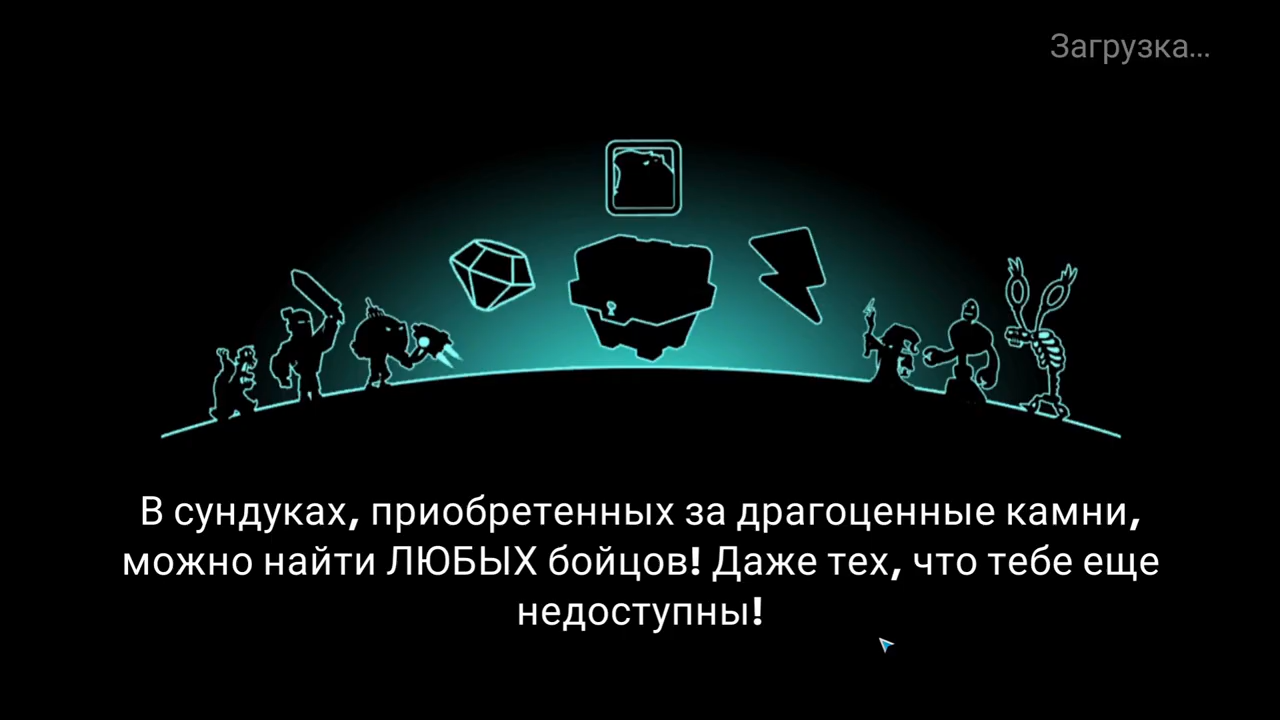 Загрузка...
В сундуках, приобретенных за драгоценные камни,
можно найти ЛЮБЫХ бойцов! Даже тех, что тебе еще
недоступны!